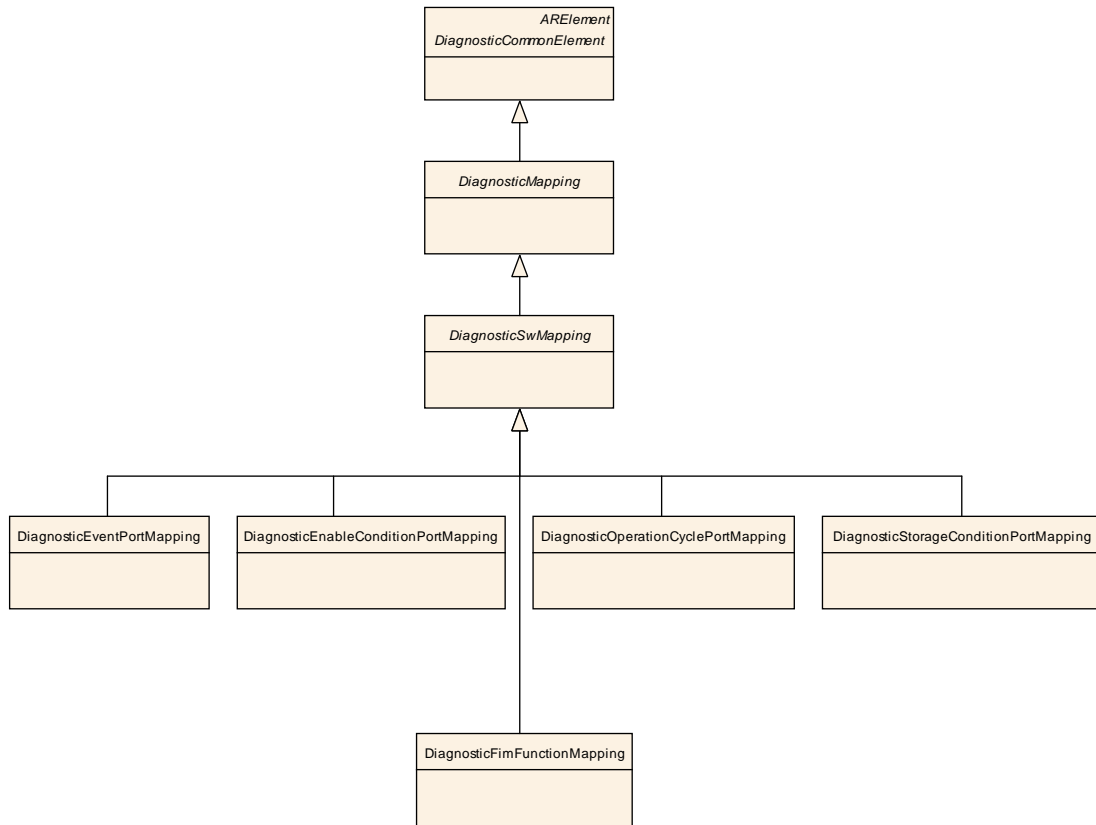 ARElement
DiagnosticCommonElement
DiagnosticMapping
DiagnosticSwMapping
DiagnosticEventPortMapping
DiagnosticEnableConditionPortMapping
DiagnosticOperationCyclePortMapping
DiagnosticStorageConditionPortMapping
DiagnosticFimFunctionMapping